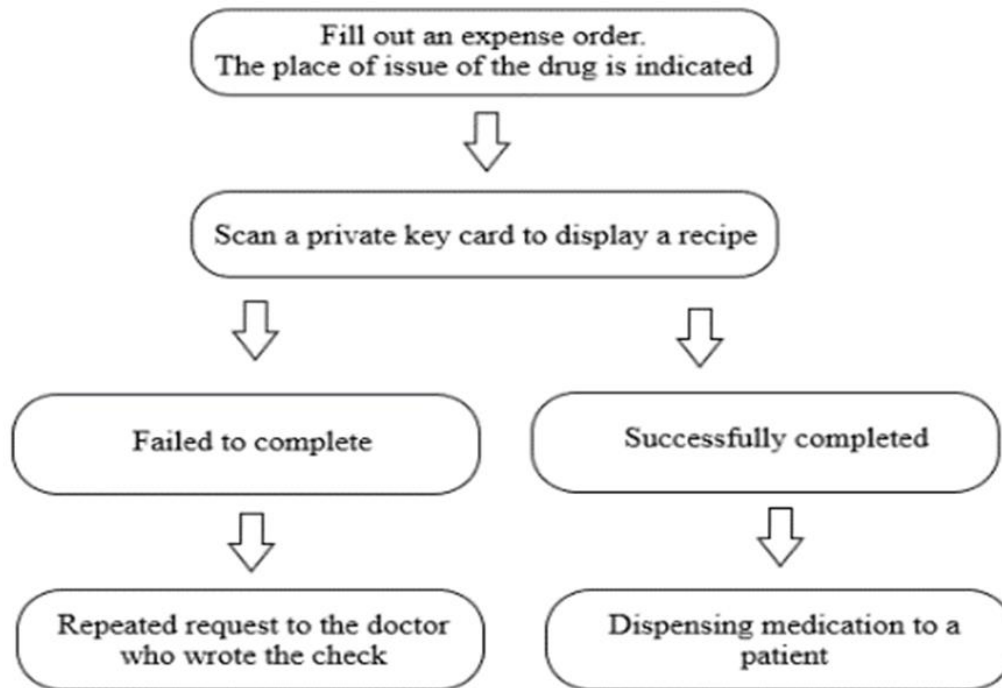 Fill out an expense order.
The place of issue of the drug is indicated
Scan a private key card to display a recipe
Failed to complete
Successfully completed
Repeated request to the doctor
who wrote the check
Dispensing medication to a
patient